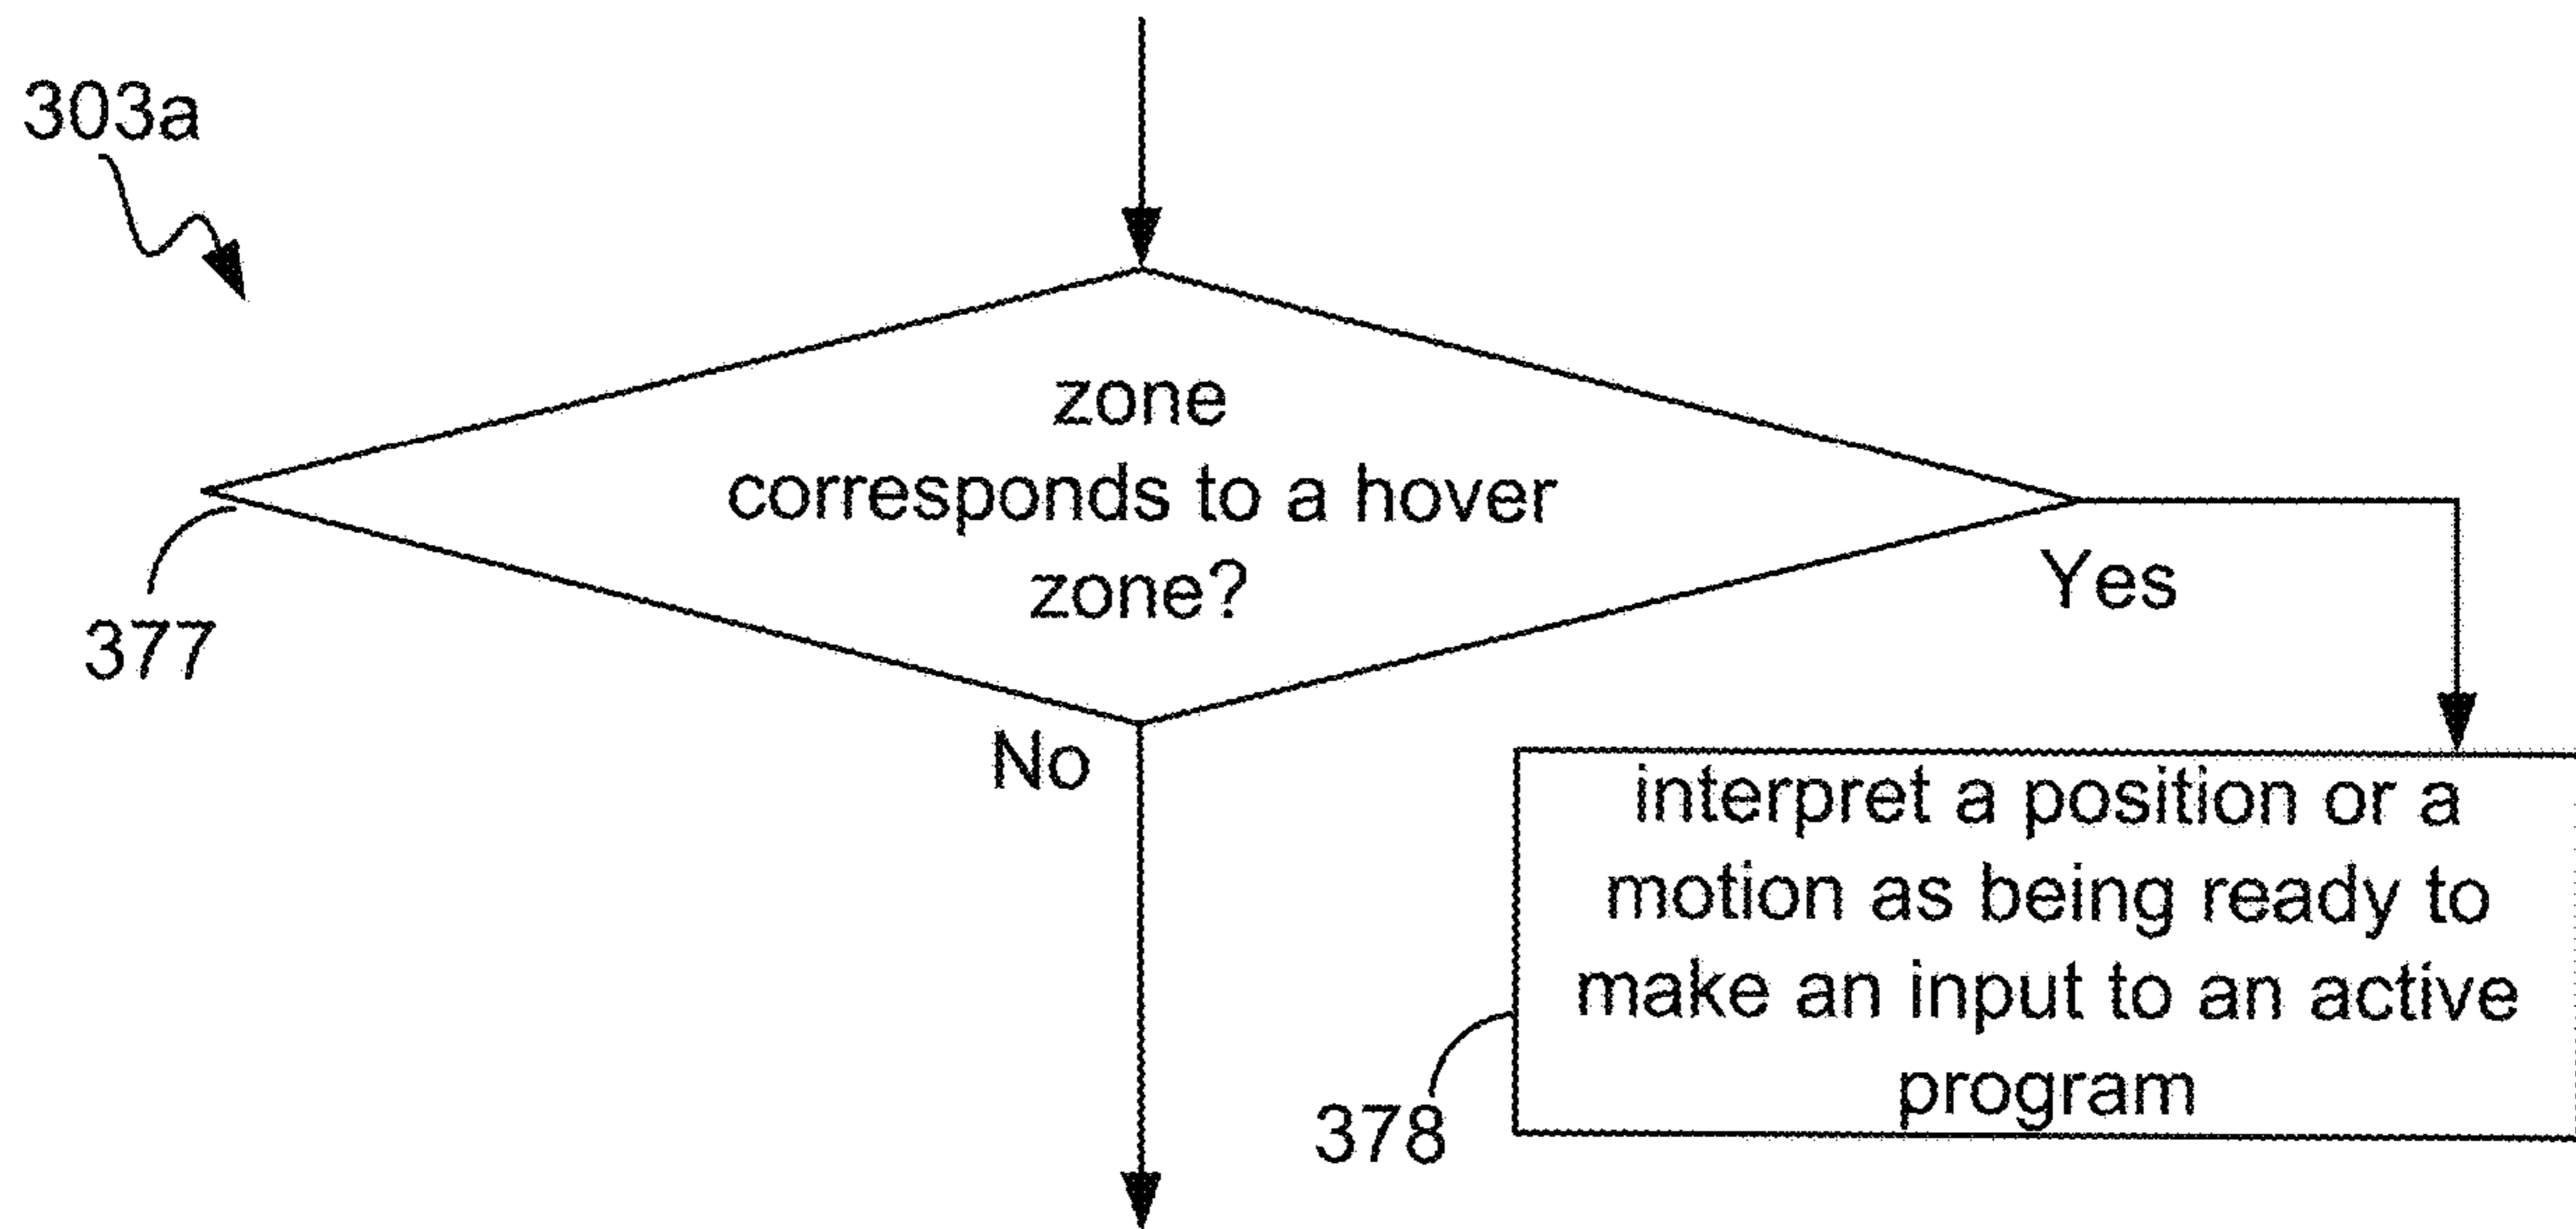 303a
zone
corresponds to a hover
zone?
Yes
377
No
interpret a position or a
motion as being ready to
make an input to an active
program
378